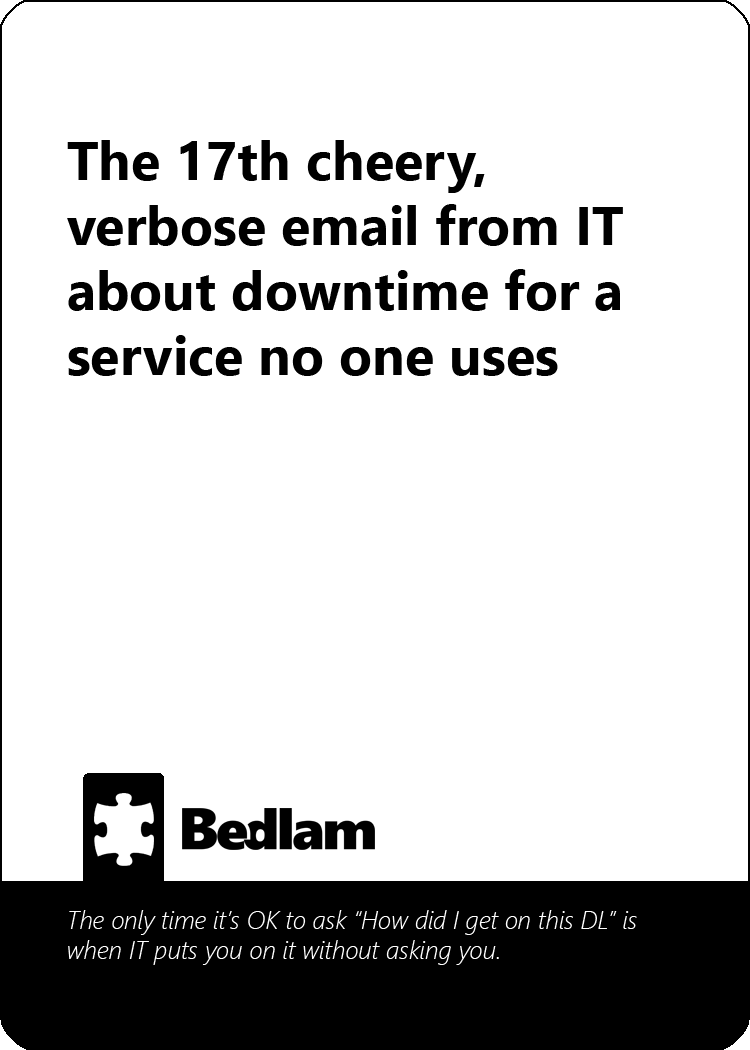 The 17th cheery,
verbose email from IT
about downtime for a
service no one uses
Bedlam
The only time it's OK to ask “How did I get on this DL” is
when IT puts you on it without asking you.